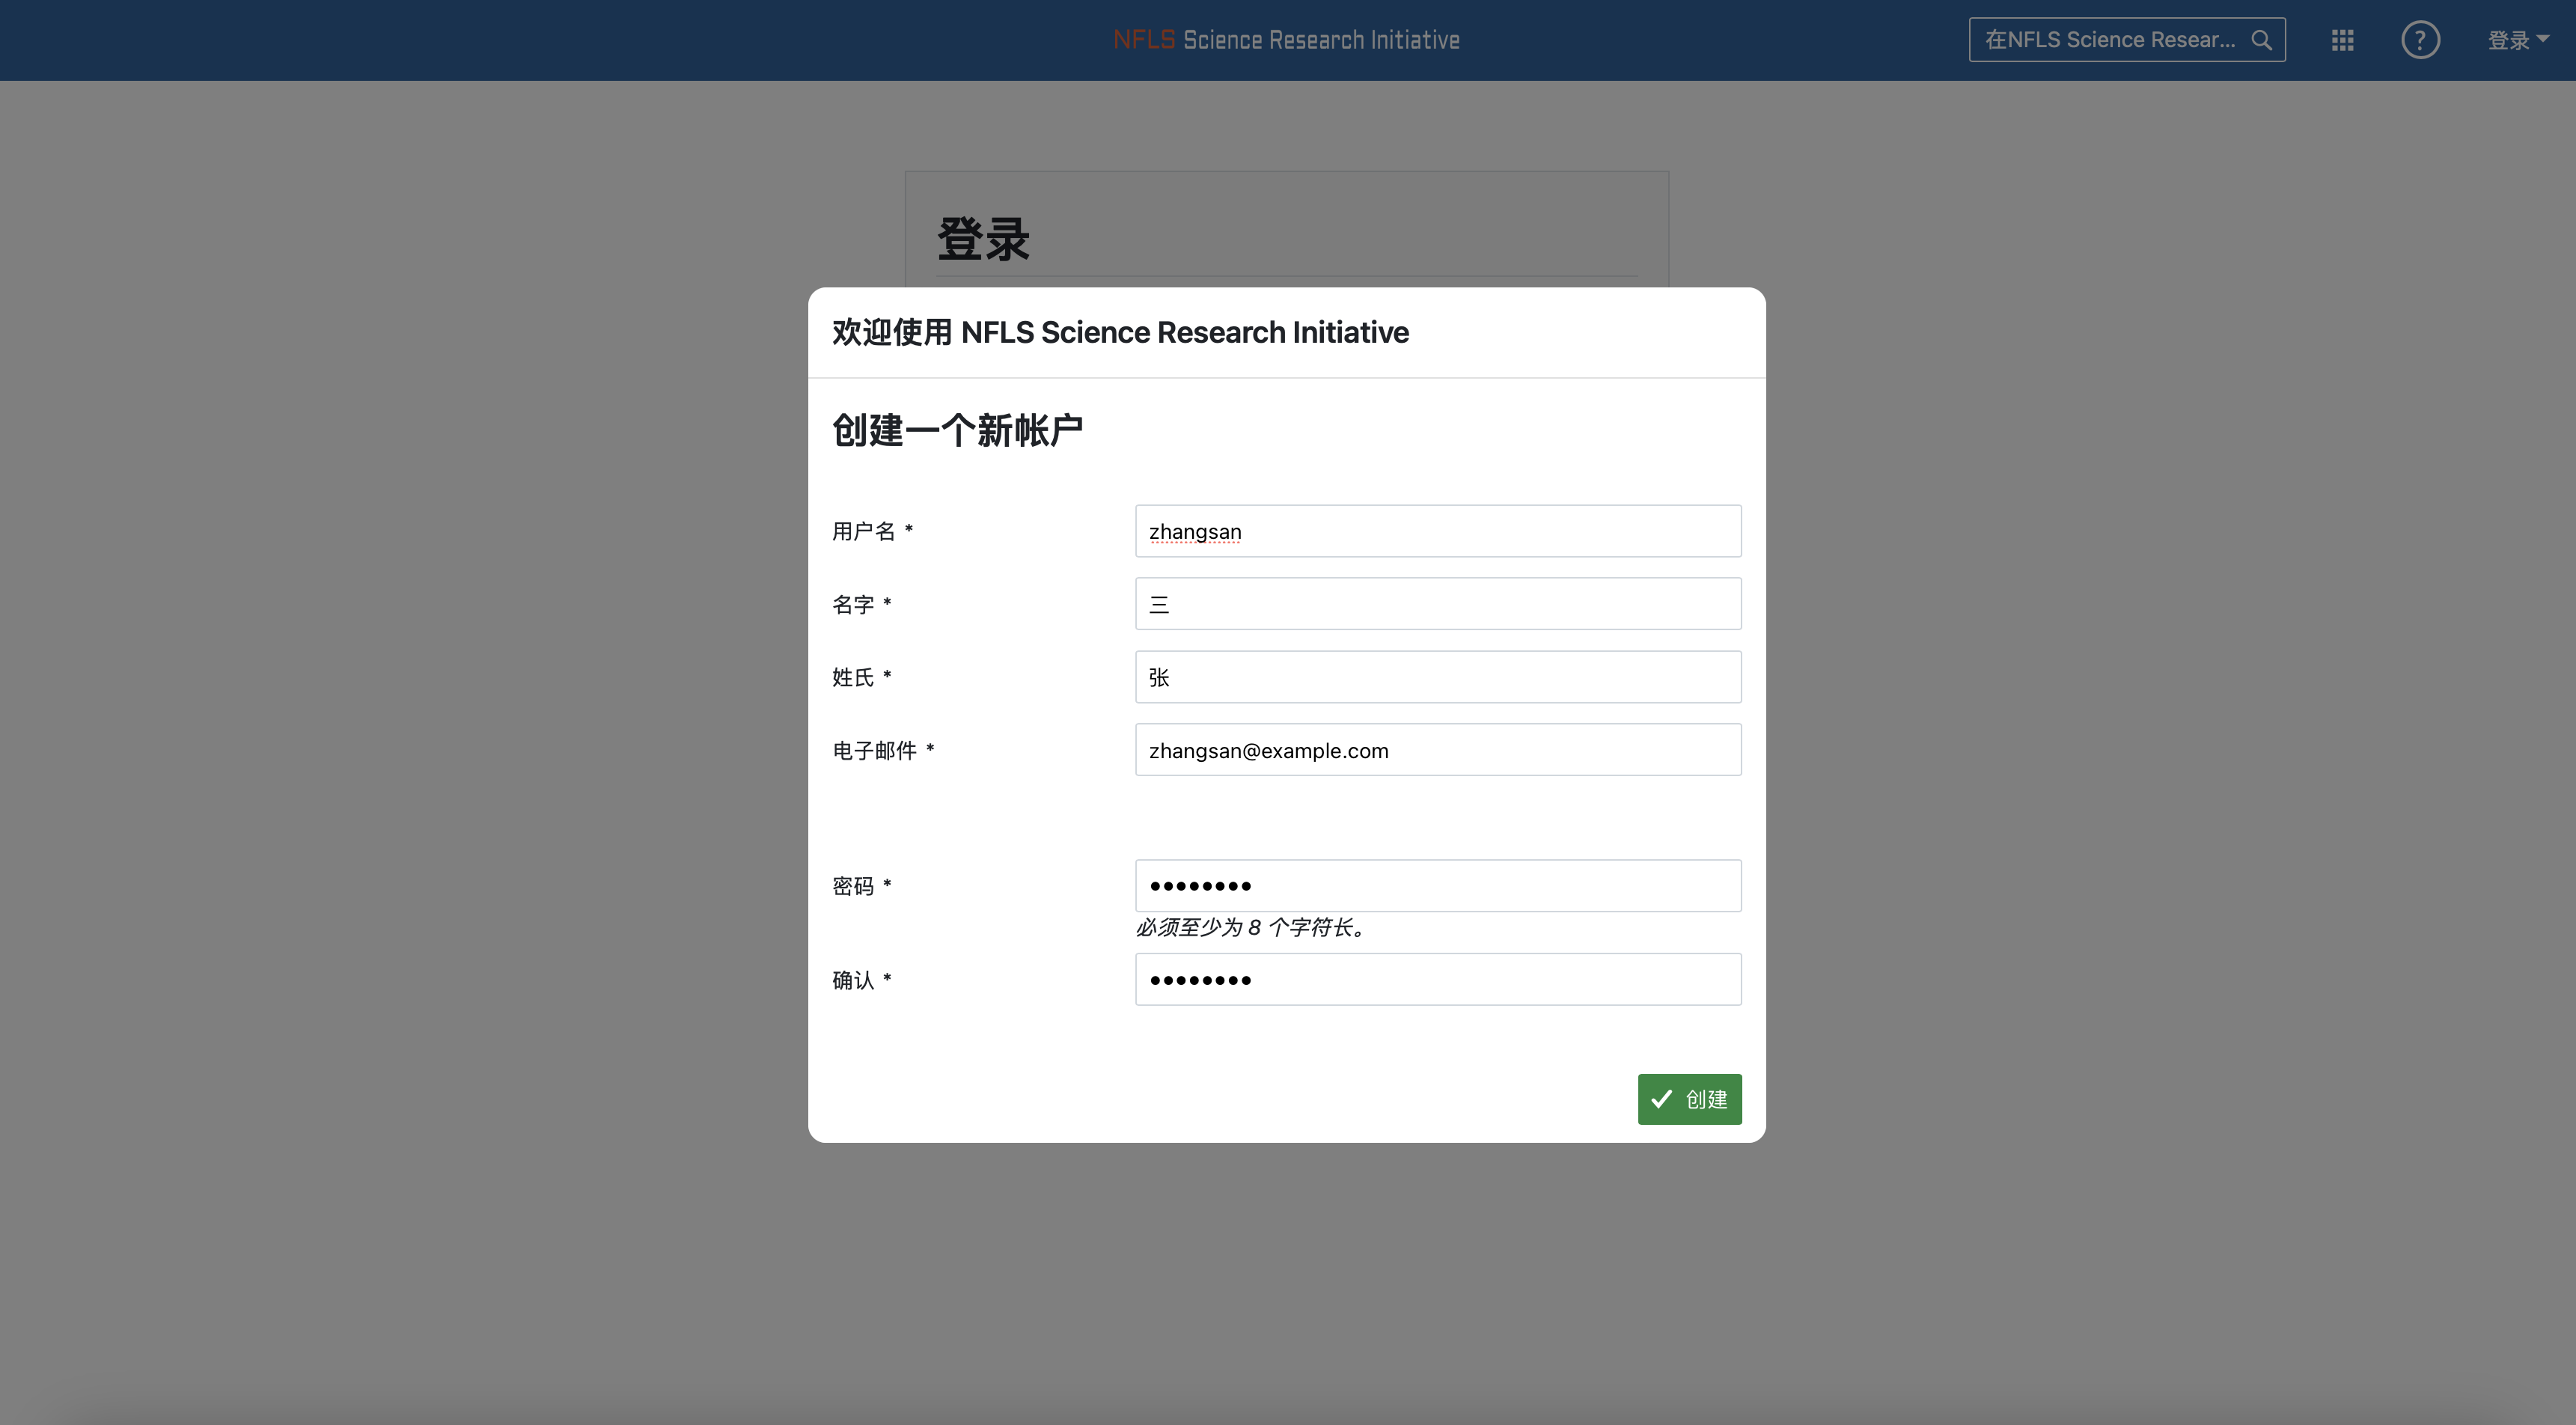 NFLS Science Research Initiative
在NFLS Science Resear...
登录
登录
欢迎使用 NFLS Science Research Initiative
创建一个新帐户
用户名 *
zhangsan
名字 *
三
姓氏 *
张
电子邮件 *
zhangsan@example.com
密码 *
必须至少为 8 个字符长。
确认 *
创建